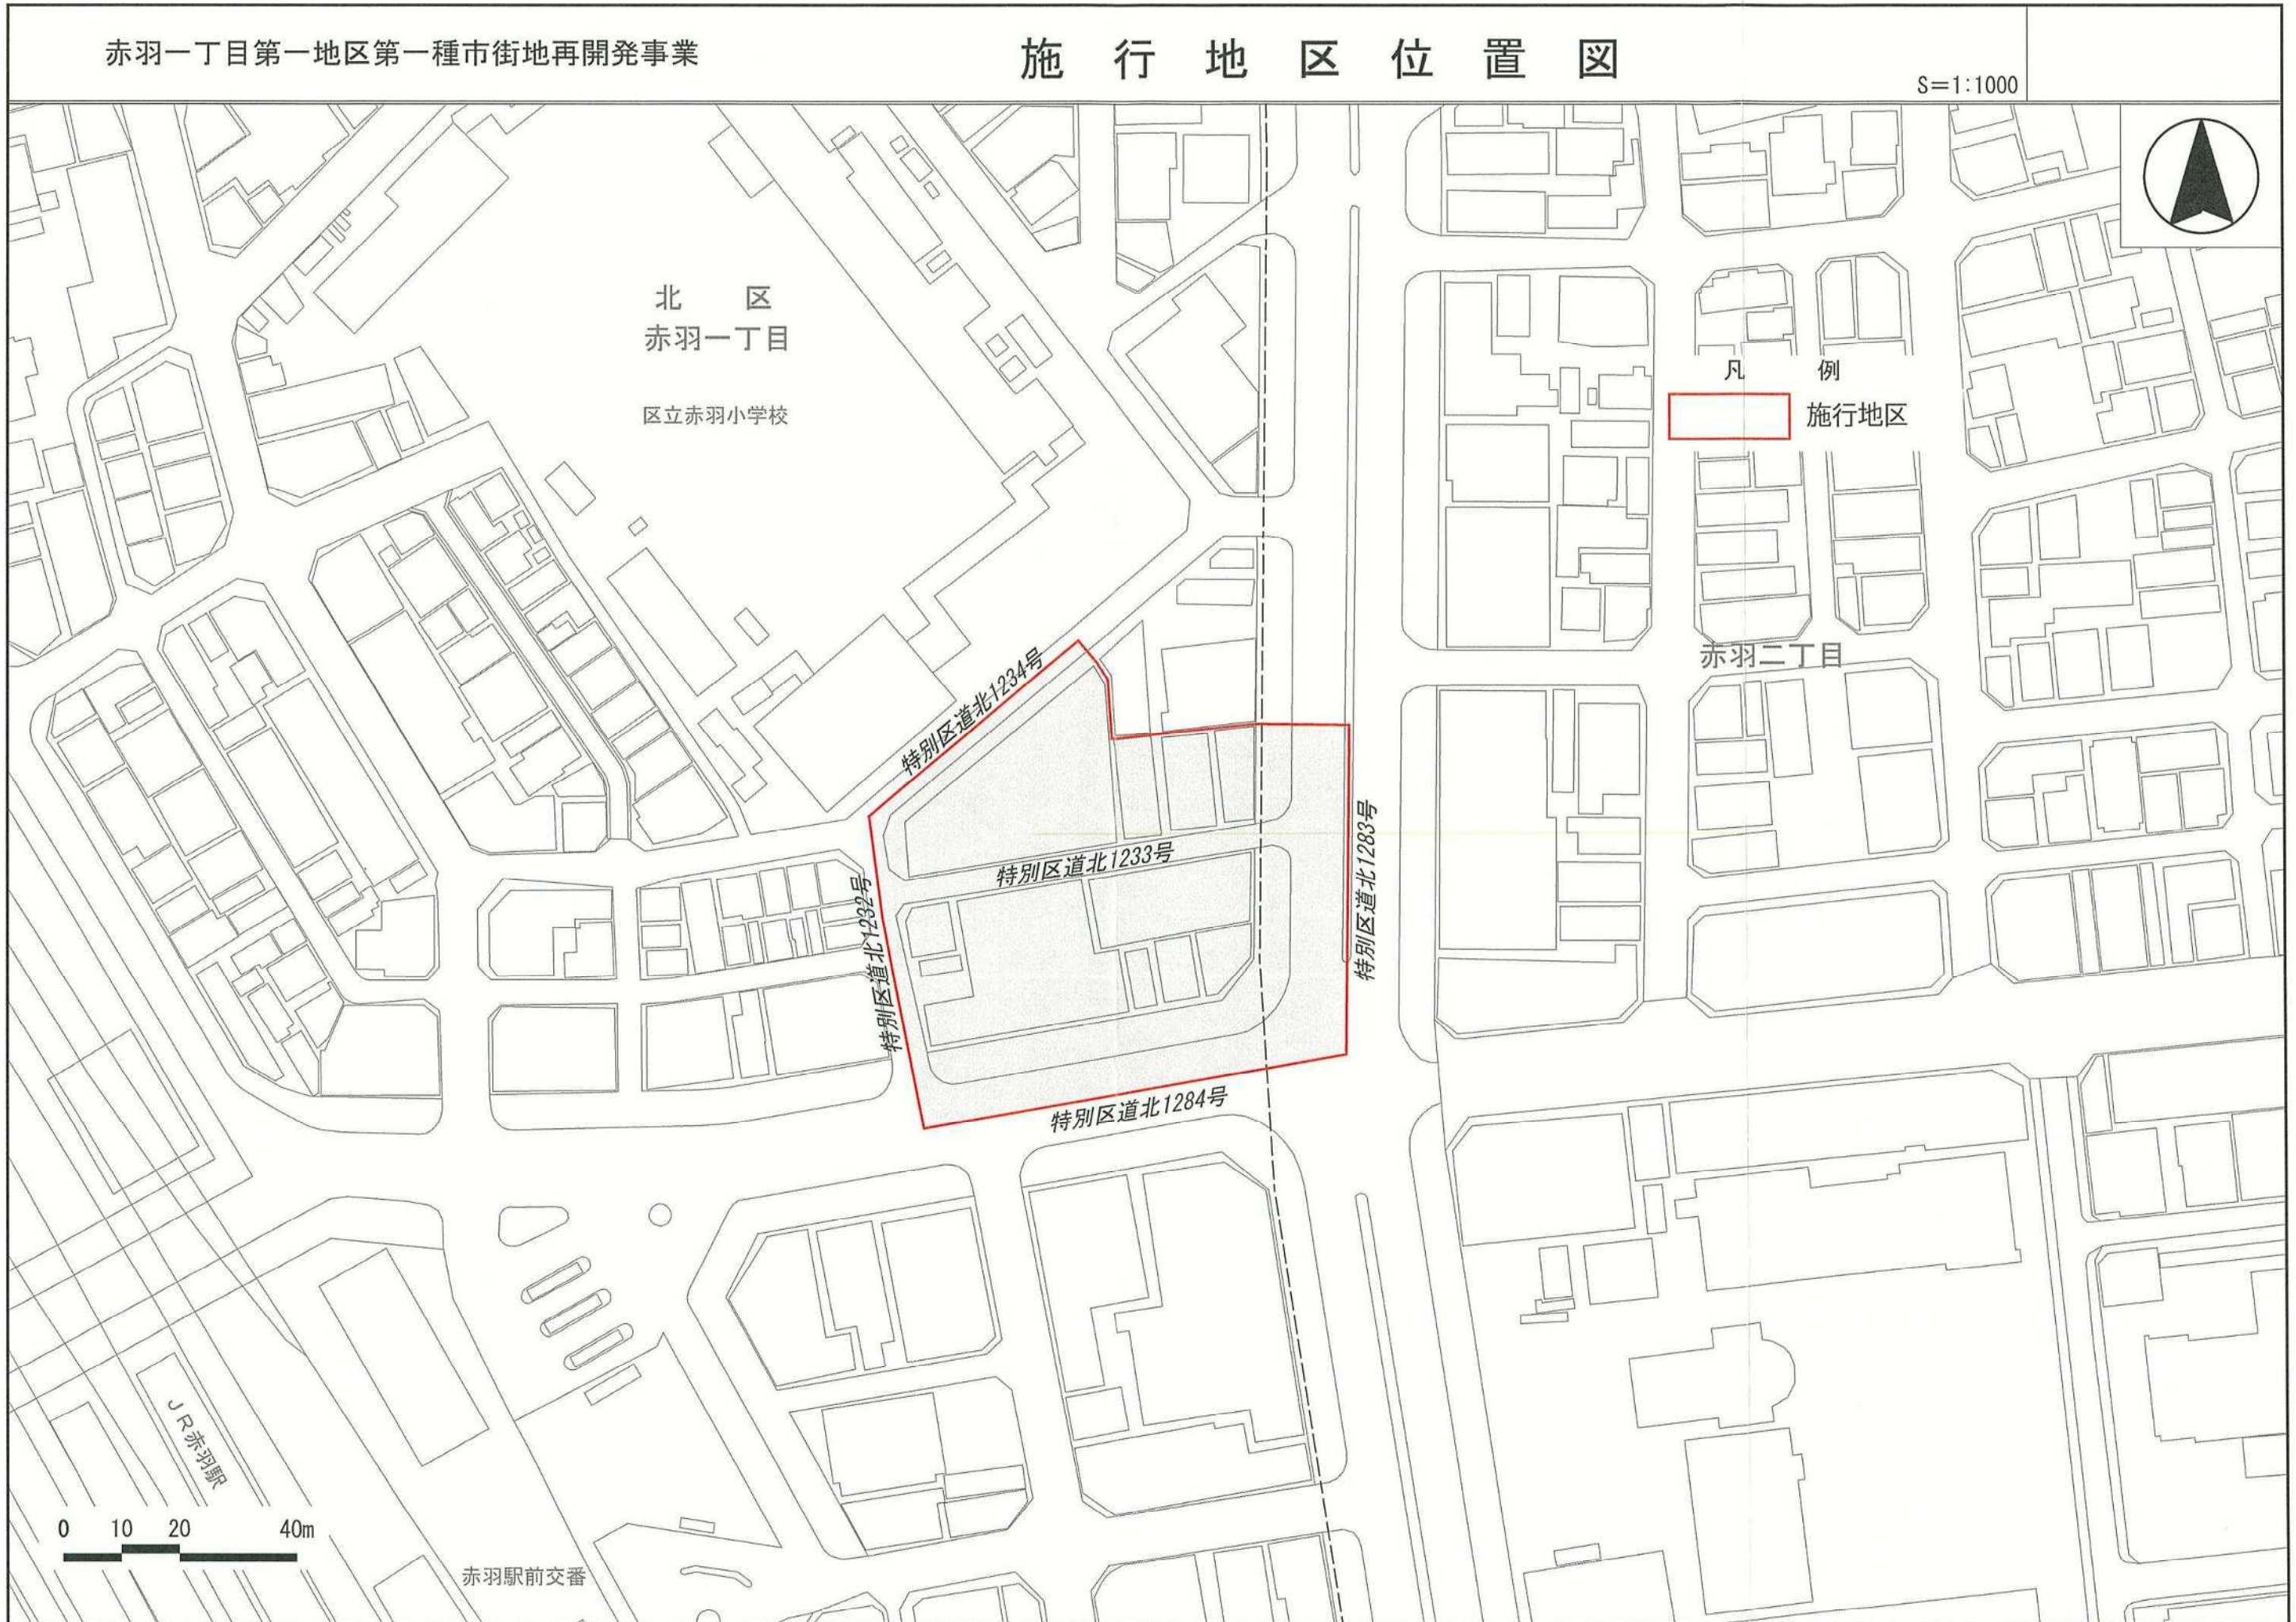 赤羽一丁目第一地区第一種市街地再開発事業
施行地区位置図
S=1:1000
北区
赤羽一丁目
区立赤羽小学校
凡例
施行地区
赤羽二丁目
特別区道北1234号
特別区道北1233号
特別区道北1283号
特別区道北1232号
特別区道北1284号
JR赤羽駅
0 10 20 40m
赤羽駅前交番